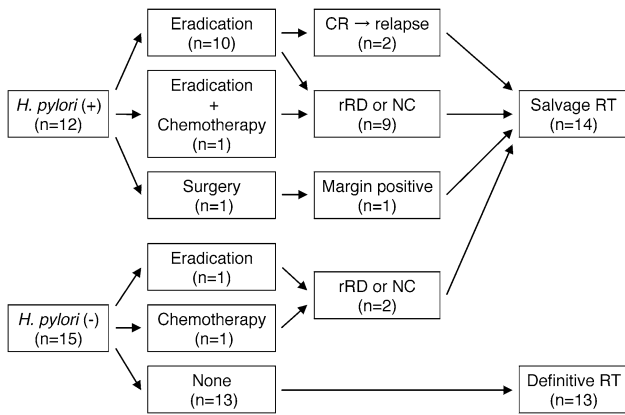 H. pylori (+)
(n=12)
Eradication
(n=10)
CR → relapse
(n=2)
Eradication
+
Chemotherapy
(n=1)
rRD or NC
(n=9)
Salvage RT
(n=14)
Surgery
(n=1)
Margin positive
(n=1)
H. pylori (-)
(n=15)
Eradication
(n=1)
Chemotherapy
(n=1)
rRD or NC
(n=2)
None
(n=13)
Definitive RT
(n=13)